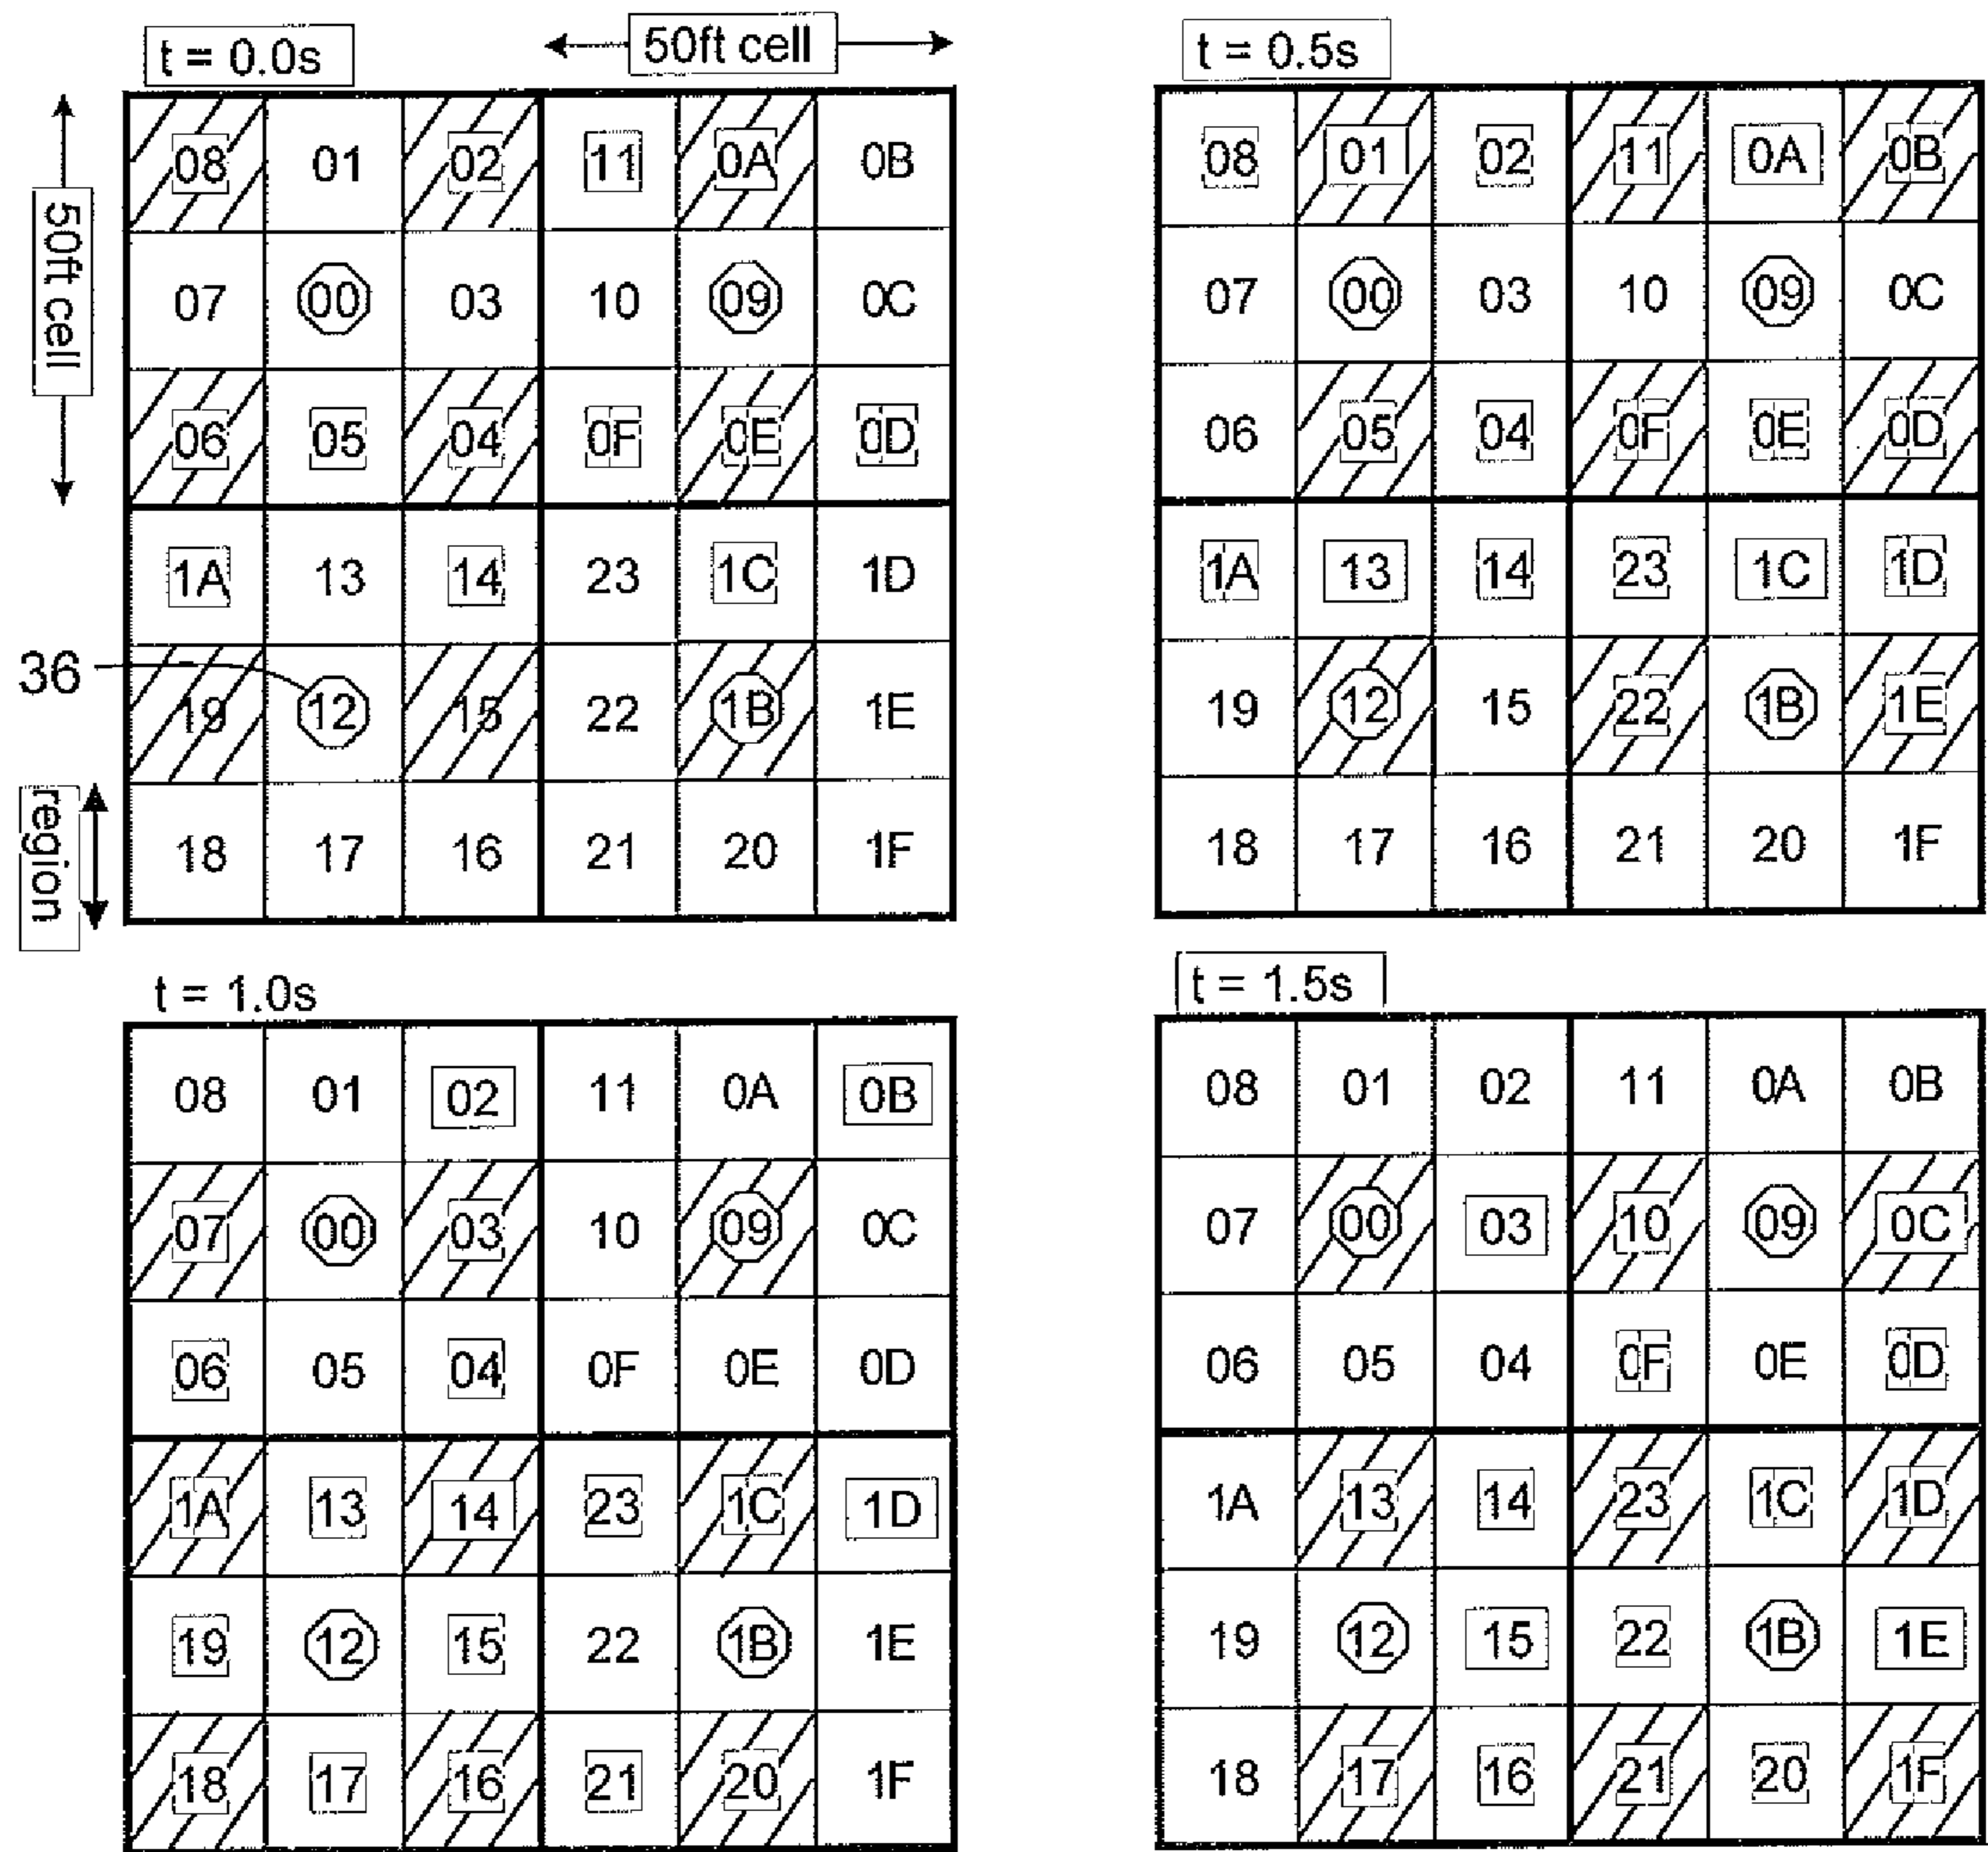 t = 0.0s
50ft cell
t = 0.5s
50ft cell
08 01 02 11 0A 0B
07 00 03 10 09 0C
06 05 04 0F 0E 0D
1A 13 14 23 1C 1D
36
19 12 15 22 1B 1E
region
18 17 16 21 20 1F
08 01 02 11 0A 0B
07 00 03 10 09 0C
06 05 04 0F 0E 0D
1A 13 14 23 1C 1D
19 12 15 22 1B 1E
18 17 16 21 20 1F
t = 1.0s
08 01 02 11 0A 0B
07 00 03 10 09 0C
06 05 04 0F 0E 0D
1A 13 14 23 1C 1D
19 12 15 22 1B 1E
18 17 16 21 20 1F
t = 1.5s
08 01 02 11 0A 0B
07 00 03 10 09 0C
06 05 04 0F 0E 0D
1A 13 14 23 1C 1D
19 12 15 22 1B 1E
18 17 16 21 20 1F